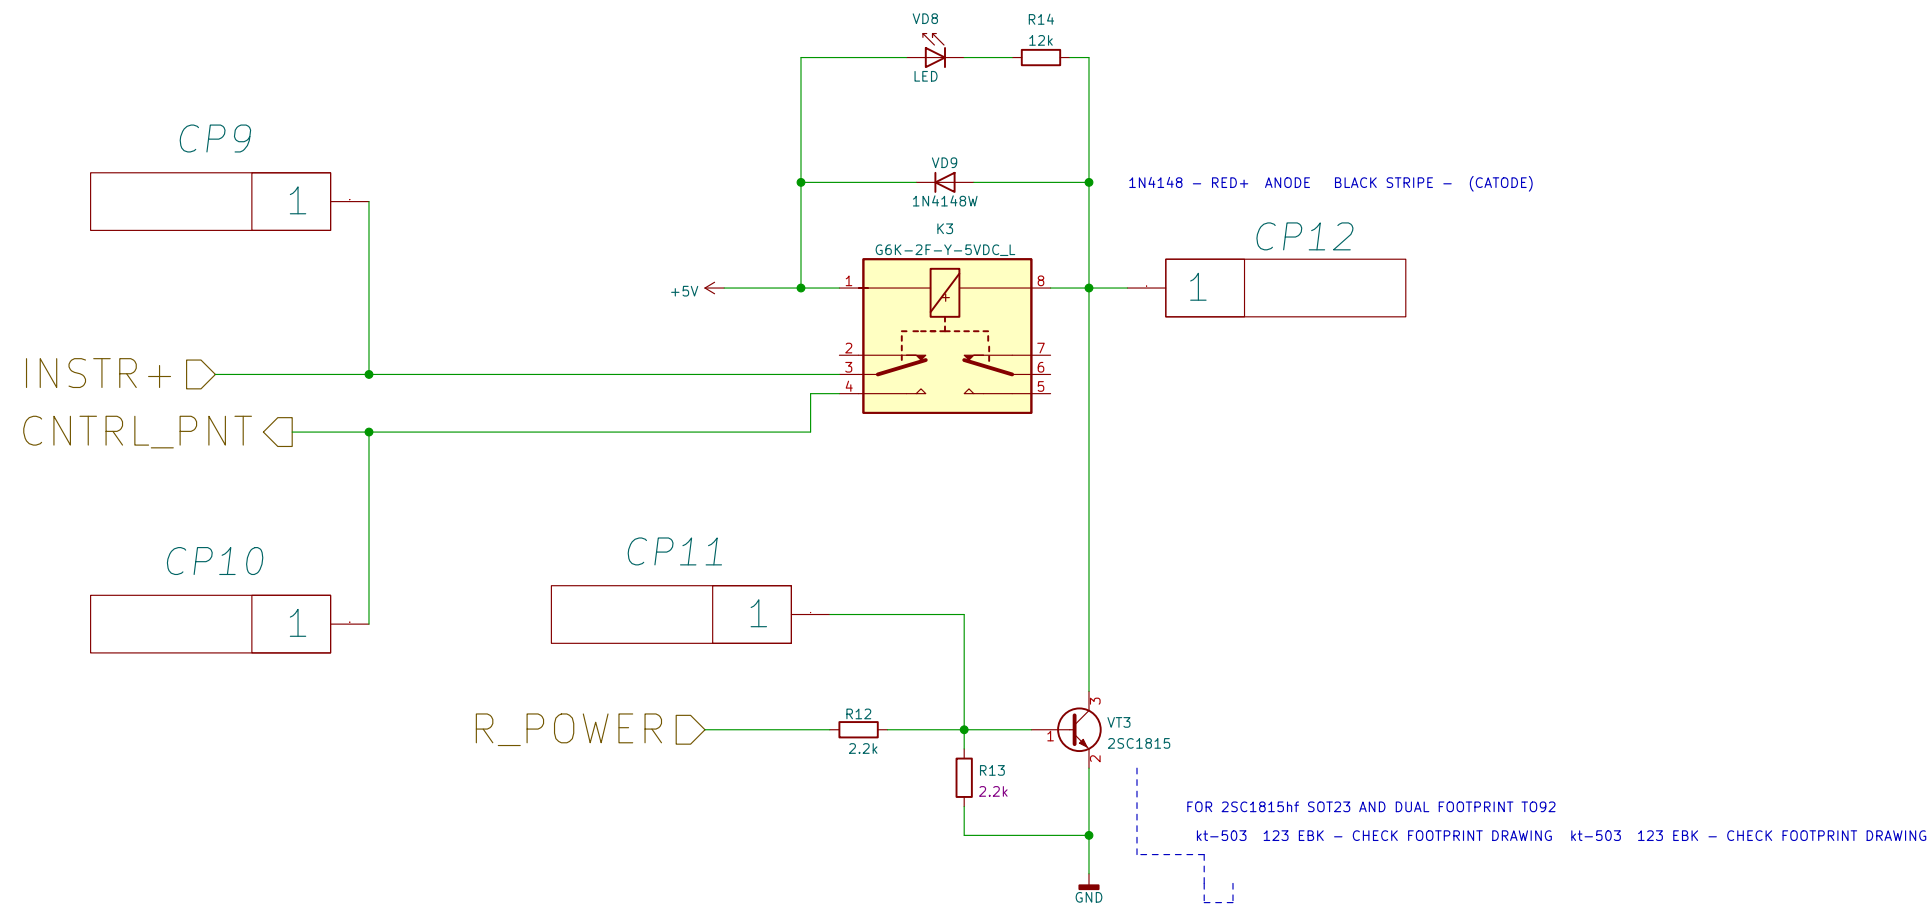 VD8
R14
12k
LED
CP9
1
VD9
1N4148W
1N4148 - RED+ ANODE BLACK STRIPE - (CATODE)
K3
G6K-2F-Y-5VDC_L
CP12
1
+5V
1
8
+
2
7
INSTR+
3
6
4
5
CNTRL_PNT
CP10
1
CP11
1
R_POWER
R12
2.2k
3
VT3
1
2SC1815
2
R13
2.2k
FOR 2SC1815hf SOT23 AND DUAL FOOTPRINT TO92
kt-503 123 EBK - CHECK FOOTPRINT DRAWING kt-503 123 EBK - CHECK FOOTPRINT DRAWING
GND